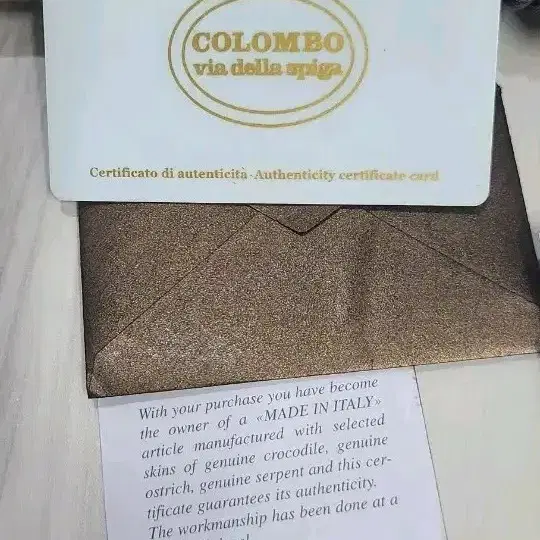 COLOMBO
via della spiga
Certificato di autenticità-Authenticity certificate card
With your purchase you have become
the owner of a «MADE IN ITALY»
article manufactured with selected
skins of genuine crocodile, genuine
ostrich, genuine serpent and this cer-
tificate guarantees its authenticity.
The workmanship has been done at a